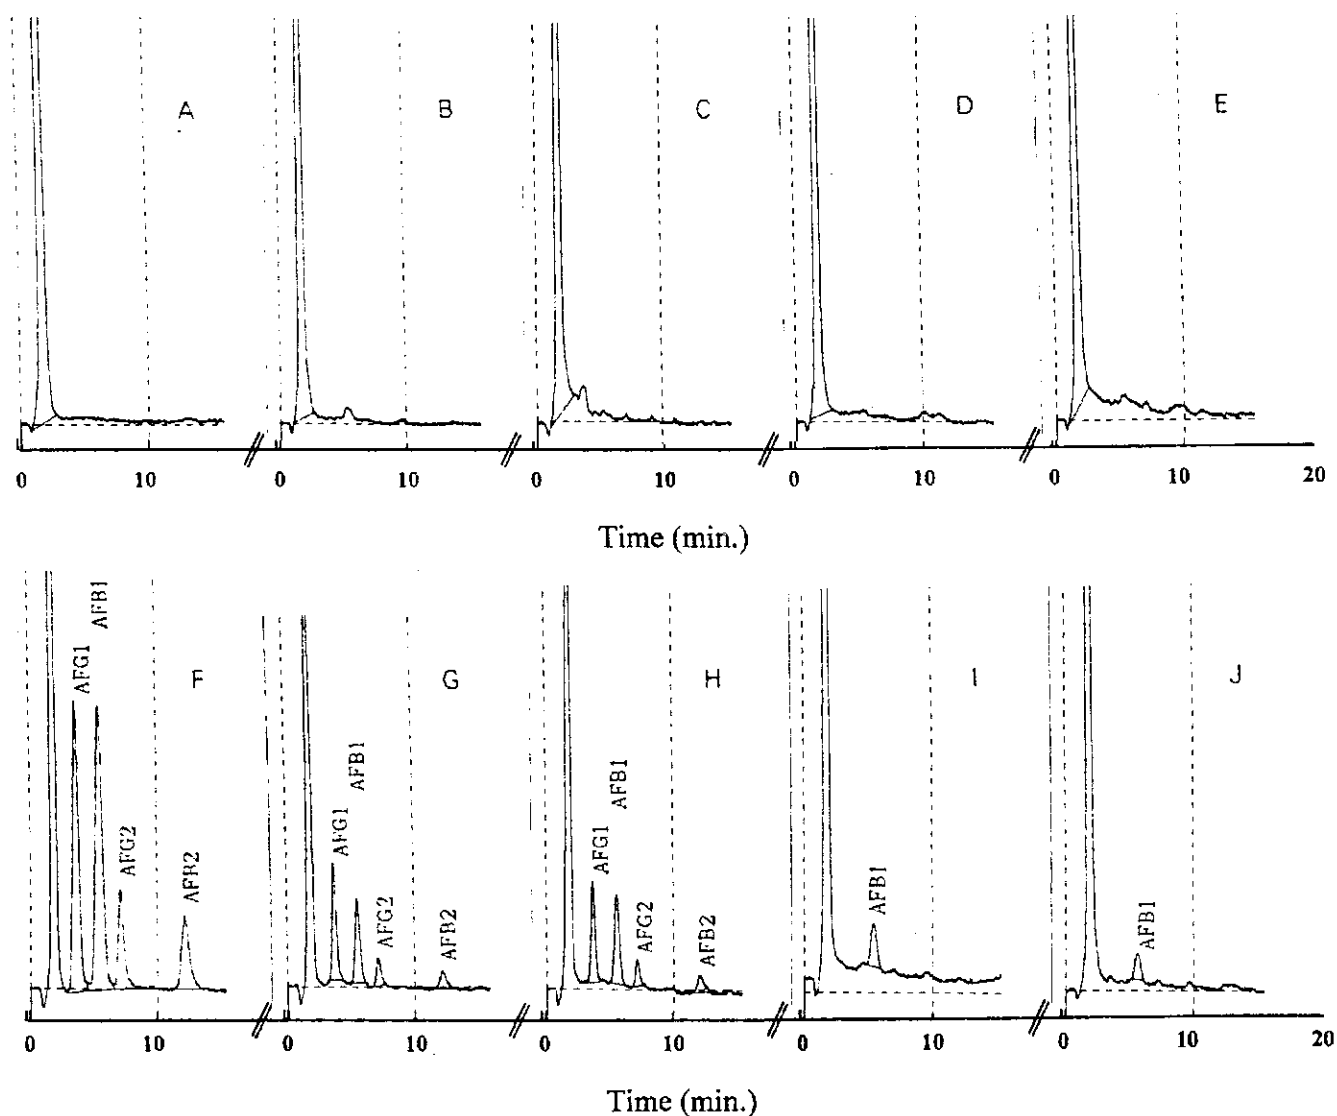 A B C D E
0 10 0 10 0 10 0 10 0 10 20
Time (min.)
AFG1 AFB1 AFG2 AFB2 F
AFG1 AFB1 AFG2 AFB2 G
AFG1 AFB1 AFG2 AFB2 H
AFB1 I
AFB1 J
0 10 0 10 0 10 0 10 0 10 20
Time (min.)